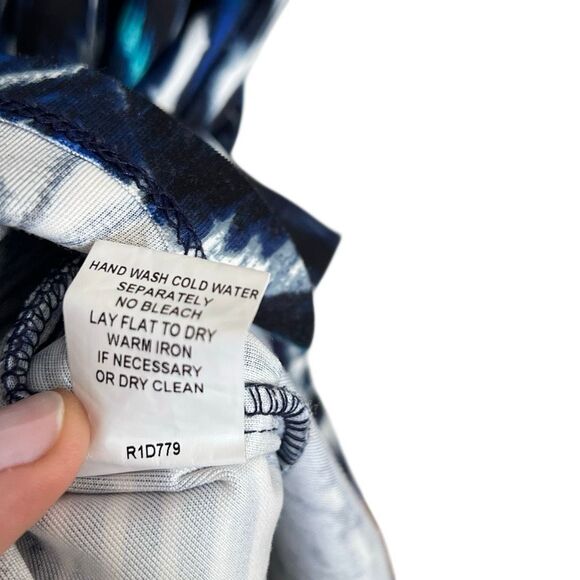 HAND WASH COLD WATER
SEPARATELY
NO BLEACH
LAY FLAT TO DRY
WARM IRON
IF NECESSARY
OR DRY CLEAN
R1D779